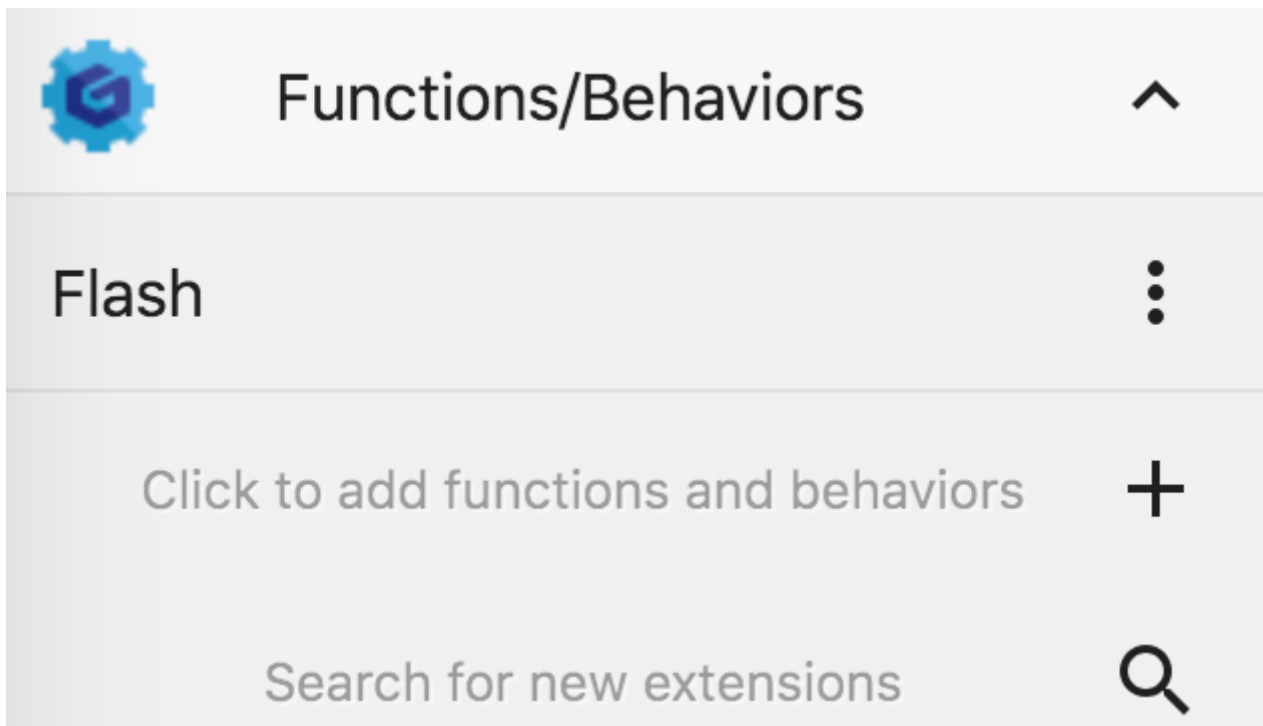 Functions/Behaviors
Flash
Click to add functions and behaviors
Search for new extensions